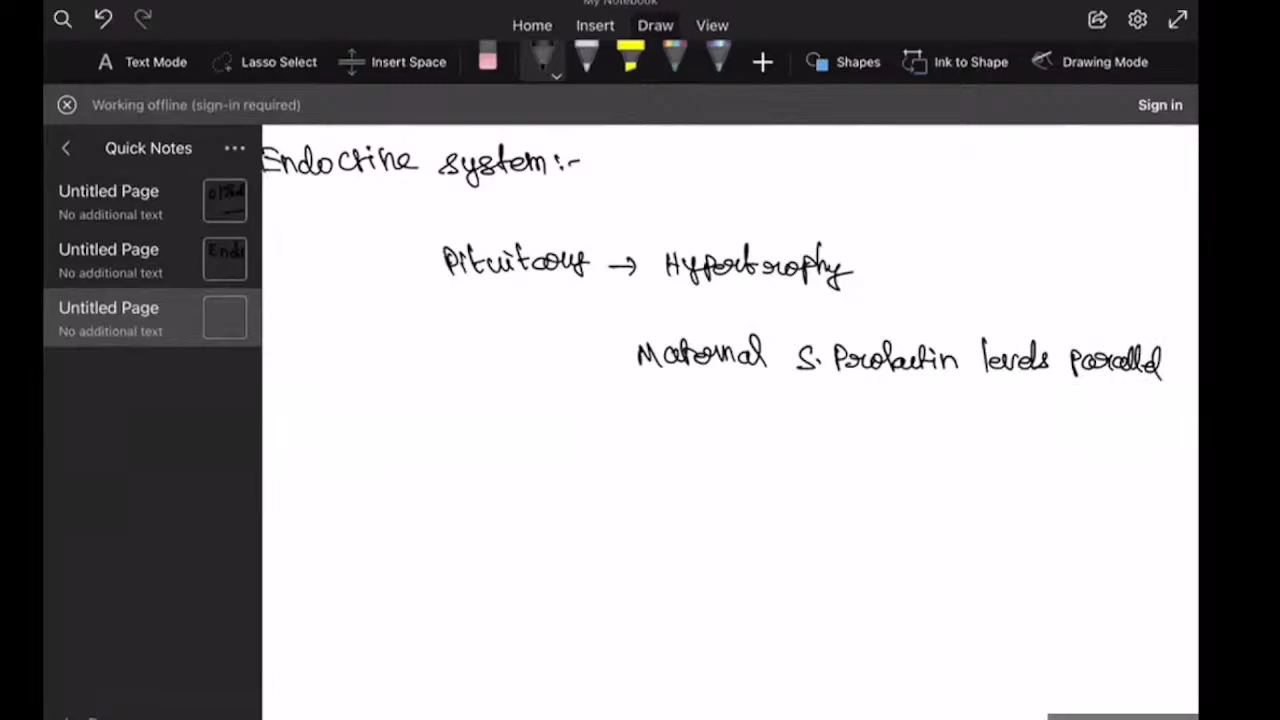 My Notebook
Home Insert Draw View
Text Mode Lasso Select Insert Space + Shapes Ink to Shape Drawing Mode
Working offline (sign-in required) Sign in
Quick Notes ...
Untitled Page
No additional text
Untitled Page
No additional text
Untitled Page
No additional text
Endocrine system:-
Pituitary → Hypertrophy
Maternal S. Prolactin levels parallel